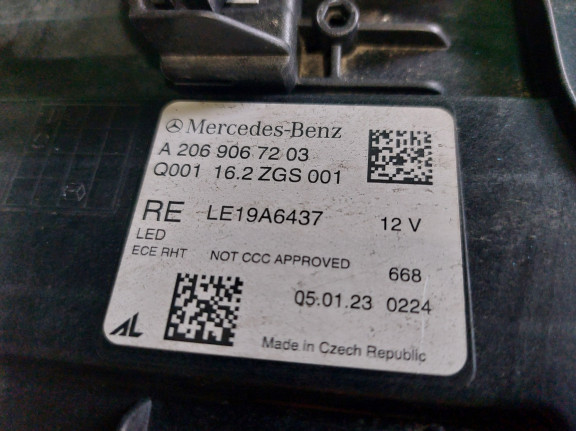 Mercedes-Benz
A 206 906 72 03
Q001 16.2 ZGS 001
RE LE19A6437 12 V
LED
ECE RHT NOT CCC APPROVED 668
05.01.23 0224
AL
Made in Czech Republic